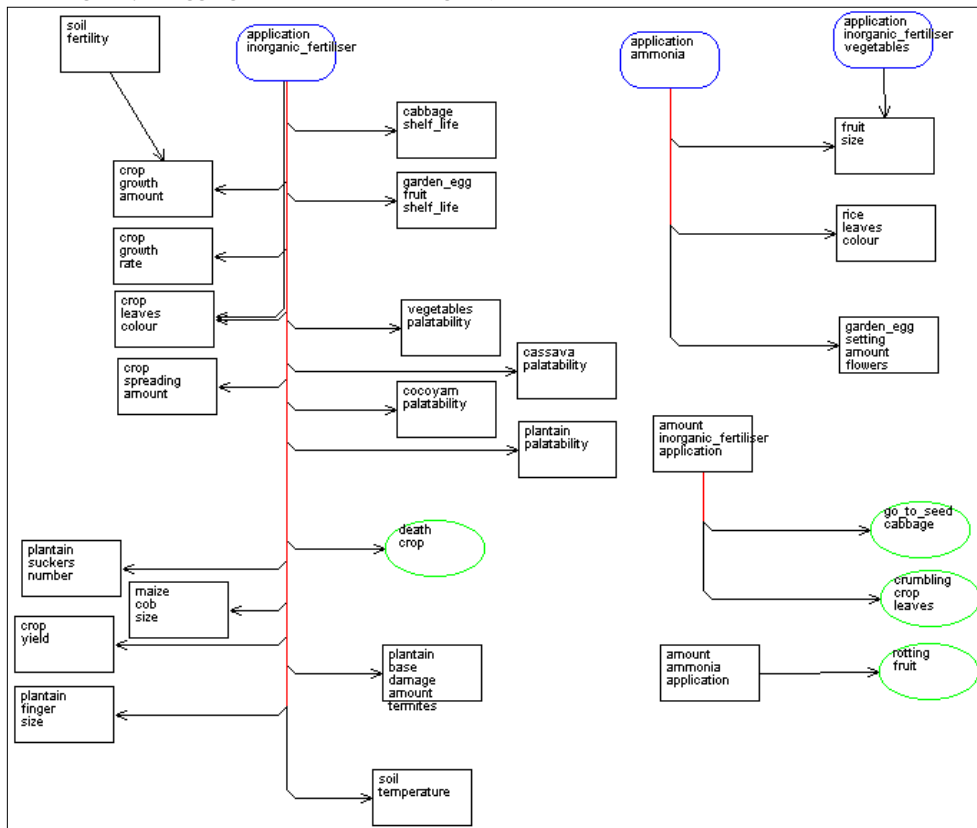 soil
fertility
application
inorganic_fertiliser
application
ammonia
application
inorganic_fertiliser
vegetables
cabbage
shelf_life
fruit
size
crop
growth
amount
garden_egg
fruit
shelf_life
rice
leaves
colour
crop
growth
rate
crop
leaves
colour
vegetables
palatability
garden_egg
setting
amount
flowers
cassava
palatability
crop
spreading
amount
cocoyam
palatability
plantain
palatability
amount
inorganic_fertiliser
application
go_to_seed
cabbage
death
crop
plantain
suckers
number
crumbling
crop
leaves
maize
cob
size
crop
yield
plantain
base
damage
amount
termites
amount
ammonia
application
rotting
fruit
plantain
finger
size
soil
temperature